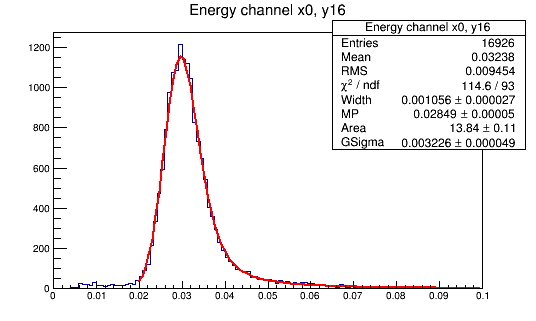 Energy channel x0, y16
Energy channel x0, y16
Entries 16926
Mean 0.03238
RMS 0.009454
χ² / ndf 114.6 / 93
Width 0.001056 ± 0.000027
MP 0.02849 ± 0.00005
Area 13.84 ± 0.11
GSigma 0.003226 ± 0.000049
1200
1000
800
600
400
200
0
0 0.01 0.02 0.03 0.04 0.05 0.06 0.07 0.08 0.09 0.1